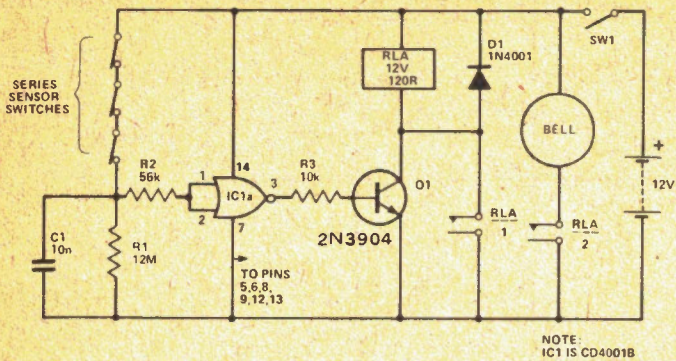 SERIES
SENSOR
SWITCHES
R2
56k
C1
10n
R1
12M
1
2
14
IC1a
3
7
TO PINS
5,6,8,
9,12,13
R3
10k
Q1
2N3904
RLA
12V
120R
D1
1N4001
RLA
1
BELL
RLA
2
SW1
+
12V
NOTE:
IC1 IS CD4001B